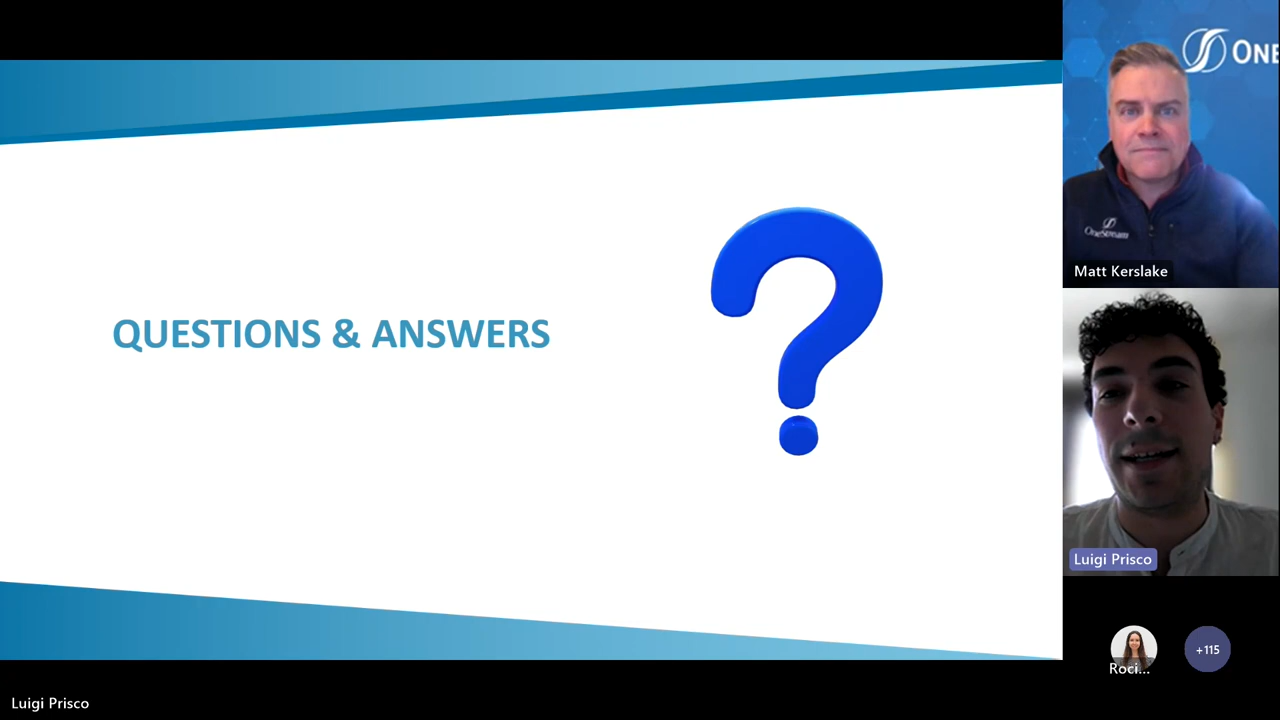 QUESTIONS & ANSWERS
?
ONE
OneStream
Matt Kerslake
Luigi Prisco
Roci...
+115
Luigi Prisco